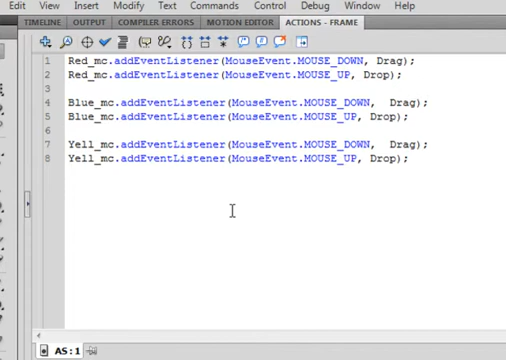 Edit View Insert Modify Text Commands Control Debug Window Help
TIMELINE OUTPUT COMPILER ERRORS MOTION EDITOR ACTIONS - FRAME
1 Red_mc.addEventListener(MouseEvent.MOUSE_DOWN, Drag);
2 Red_mc.addEventListener(MouseEvent.MOUSE_UP, Drop);
3
4 Blue_mc.addEventListener(MouseEvent.MOUSE_DOWN, Drag);
5 Blue_mc.addEventListener(MouseEvent.MOUSE_UP, Drop);
6
7 Yell_mc.addEventListener(MouseEvent.MOUSE_DOWN, Drag);
8 Yell_mc.addEventListener(MouseEvent.MOUSE_UP, Drop);
AS:1